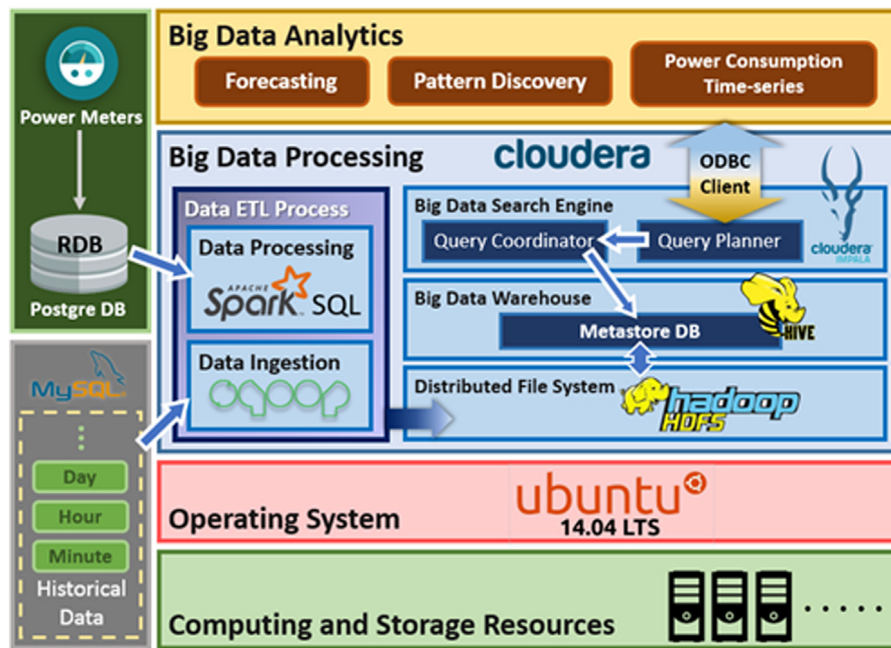 Power Meters
RDB
Postgre DB
MySQL
Day
Hour
Minute
Historical
Data
Big Data Analytics
Forecasting
Pattern Discovery
Power Consumption
Time-series
Big Data Processing
cloudera
ODBC
Client
Data ETL Process
Data Processing
APACHE
Spark SQL
Data Ingestion
sqoop
Big Data Search Engine
Query Coordinator
Query Planner
cloudera
IMPALA
Big Data Warehouse
Metastore DB
HIVE
Distributed File System
hadoop
HDFS
Operating System
ubuntu
14.04 LTS
Computing and Storage Resources